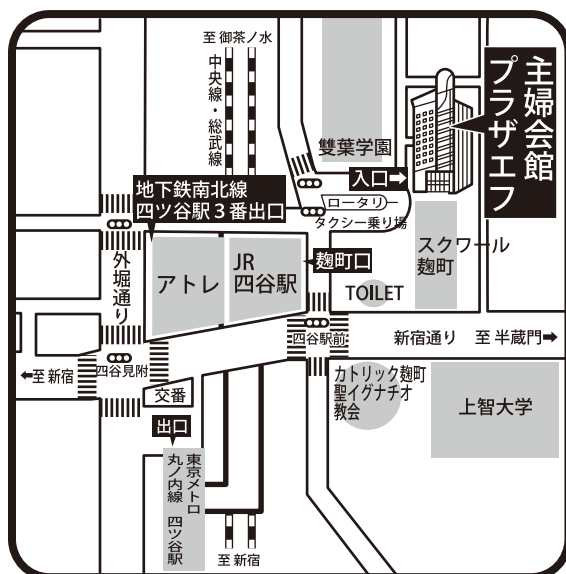 至 御茶ノ水
中央線・総武線
主婦会館
プラザエフ
雙葉学園
入口➡
地下鉄南北線
四ツ谷駅３番出口
ロータリー
タクシー乗り場
スクワール
麹町
外堀通り
アトレ
JR
四谷駅
麹町口
TOILET
四谷駅前
新宿通り
至 半蔵門➡
⬅至 新宿
四谷見附
交番
カトリック麹町
聖イグナチオ
教会
上智大学
出口
東京メトロ
丸ノ内線 四ツ谷駅
至 新宿